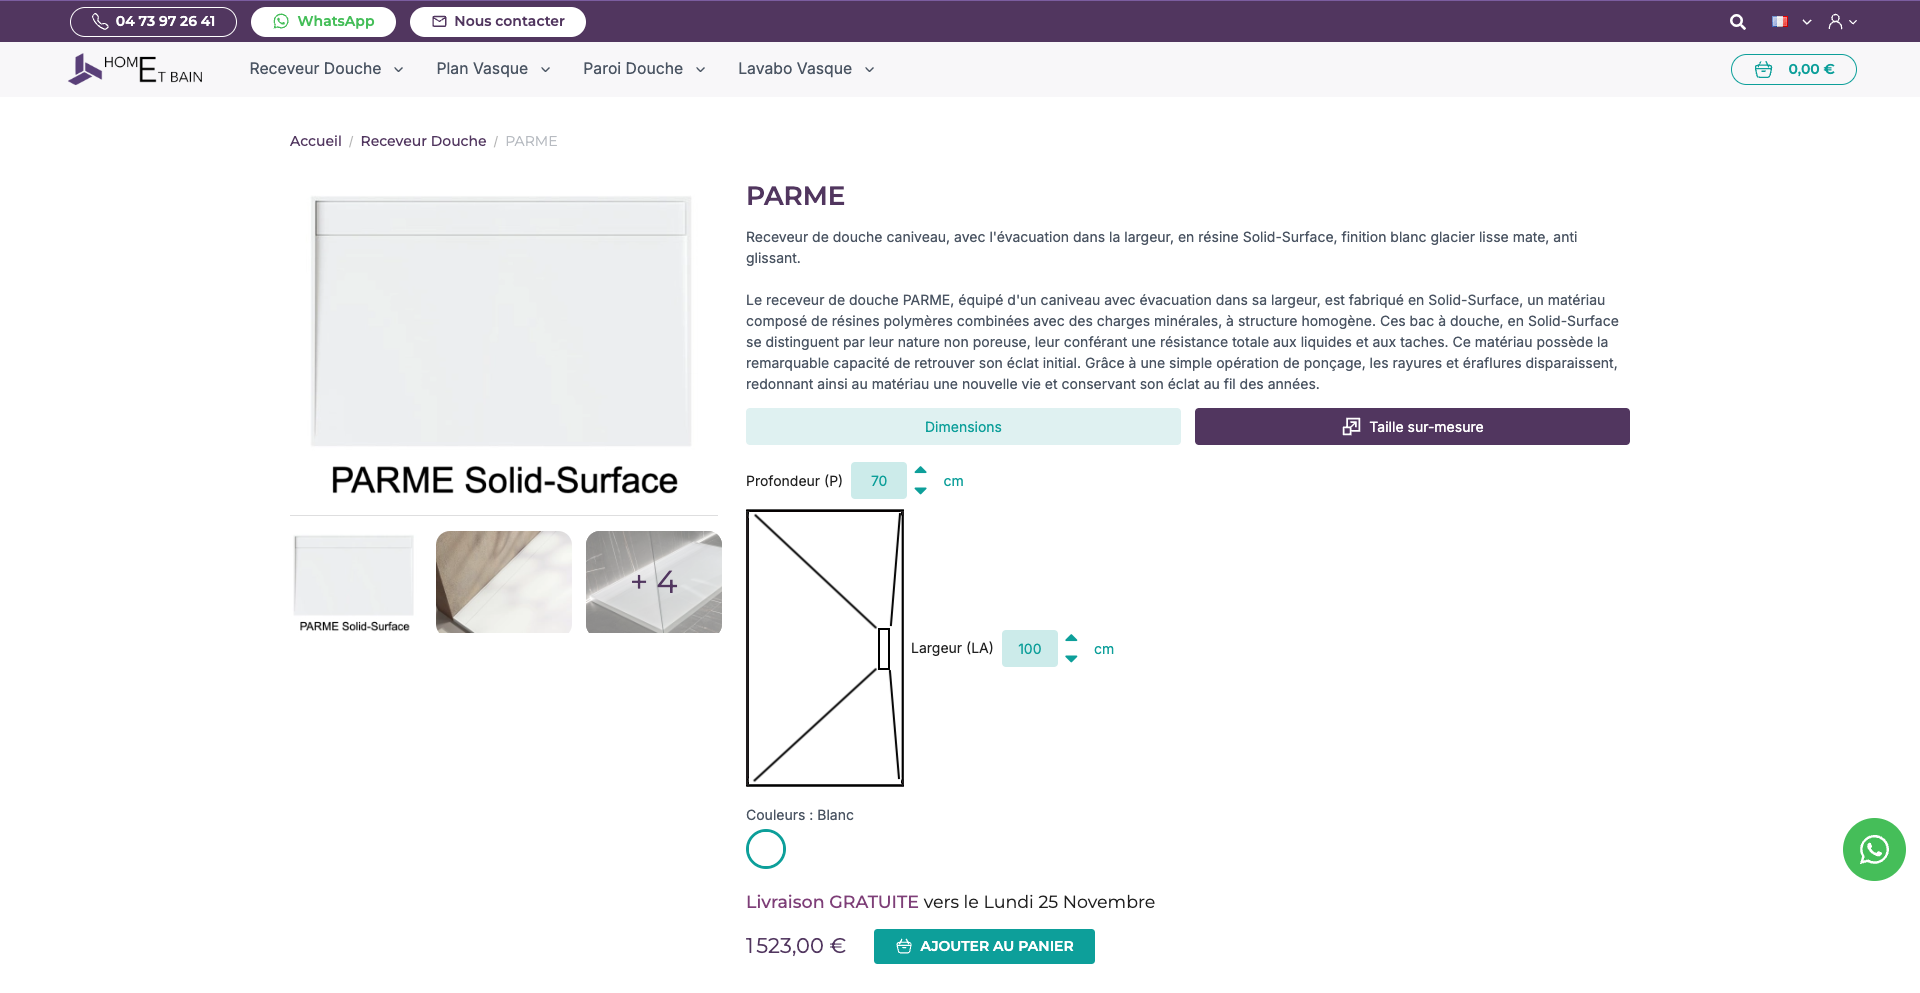 04 73 97 26 41
WhatsApp
Nous contacter
HOME
ET BAIN
Receveur Douche
Plan Vasque
Paroi Douche
Lavabo Vasque
0,00 €
Accueil / Receveur Douche / PARME
PARME Solid-Surface
PARME Solid-Surface
+ 4
PARME
Receveur de douche caniveau, avec l'évacuation dans la largeur, en résine Solid-Surface, finition blanc glacier lisse mate, anti
glissant.
Le receveur de douche PARME, équipé d'un caniveau avec évacuation dans sa largeur, est fabriqué en Solid-Surface, un matériau
composé de résines polymères combinées avec des charges minérales, à structure homogène. Ces bac à douche, en Solid-Surface
se distinguent par leur nature non poreuse, leur conférant une résistance totale aux liquides et aux taches. Ce matériau possède la
remarquable capacité de retrouver son éclat initial. Grâce à une simple opération de ponçage, les rayures et éraflures disparaissent,
redonnant ainsi au matériau une nouvelle vie et conservant son éclat au fil des années.
Dimensions
Taille sur-mesure
Profondeur (P) 70 cm
Largeur (LA) 100 cm
Couleurs : Blanc
Livraison GRATUITE vers le Lundi 25 Novembre
1 523,00 €
AJOUTER AU PANIER